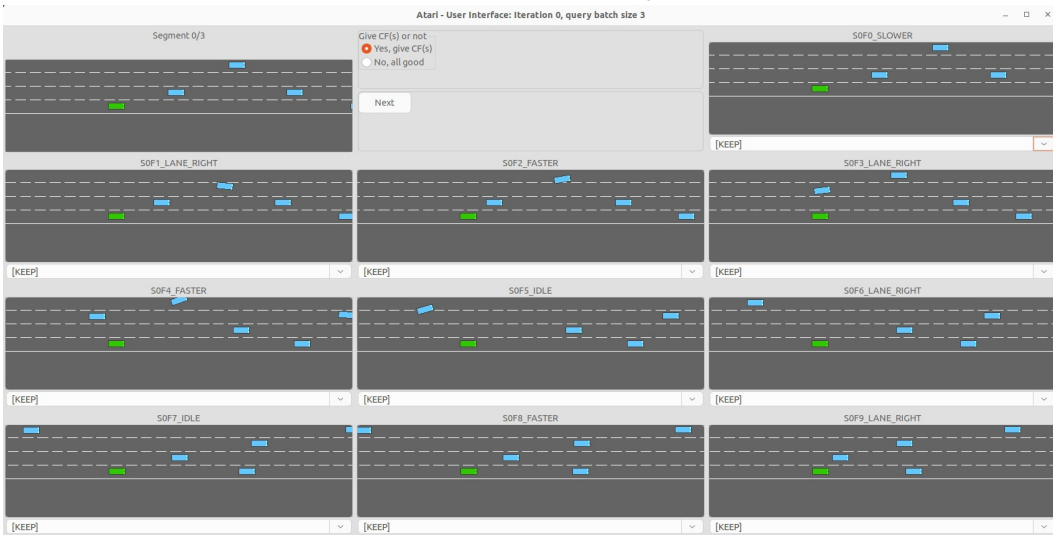 Atari - User Interface: Iteration 0, query batch size 3
Segment 0/3
Give CF(s) or not
Yes, give CF(s)
No, all good
Next
S0F0_SLOWER
[KEEP]
S0F1_LANE_RIGHT
S0F2_FASTER
S0F3_LANE_RIGHT
[KEEP]
[KEEP]
[KEEP]
S0F4_FASTER
S0F5_IDLE
S0F6_LANE_RIGHT
[KEEP]
[KEEP]
[KEEP]
S0F7_IDLE
S0F8_FASTER
S0F9_LANE_RIGHT
[KEEP]
[KEEP]
[KEEP]